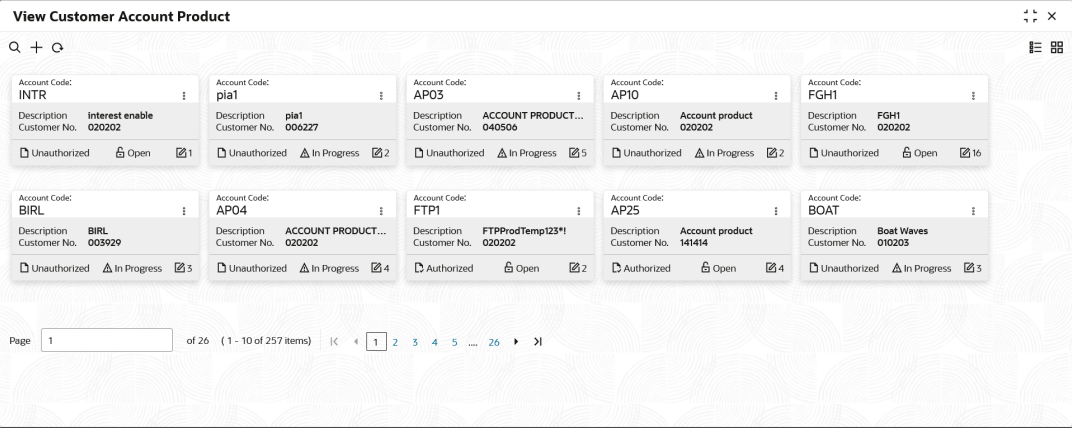 View Customer Account Product
Account Code:
INTR
Description interest enable
Customer No. 020202
Unauthorized Open 1
Account Code:
pia1
Description pia1
Customer No. 006227
Unauthorized In Progress 2
Account Code:
AP03
Description ACCOUNT PRODUCT...
Customer No. 040506
Unauthorized In Progress 5
Account Code:
AP10
Description Account product
Customer No. 020202
Unauthorized In Progress 2
Account Code:
FGH1
Description FGH1
Customer No. 020202
Unauthorized Open 16
Account Code:
BIRL
Description BIRL
Customer No. 003929
Unauthorized In Progress 3
Account Code:
AP04
Description ACCOUNT PRODUCT...
Customer No. 020202
Unauthorized In Progress 4
Account Code:
FTP1
Description FTPProdTemp123*!
Customer No. 020202
Authorized Open 2
Account Code:
AP25
Description Account product
Customer No. 141414
Authorized Open 4
Account Code:
BOAT
Description Boat Waves
Customer No. 010203
Unauthorized In Progress 3
Page 1 of 26 ( 1 - 10 of 257 items) 1 2 3 4 5 .... 26